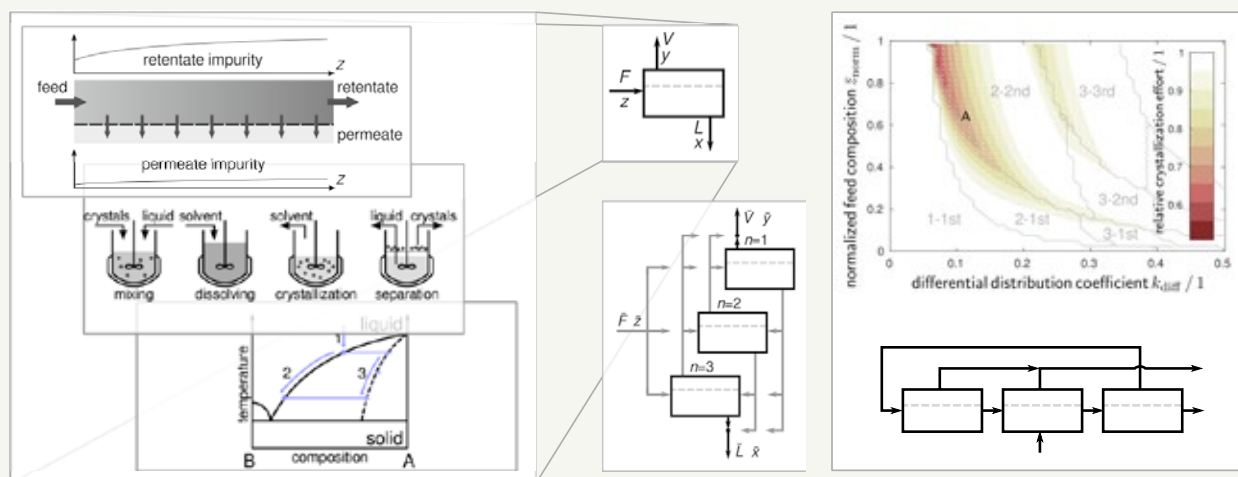 retentate impurity
z
feed
retentate
permeate
permeate impurity
z
crystals liquid solvent solvent liquid crystals
mixing dissolving crystallization separation
liquid
1
2
3
temperature
solid
B composition A
V
y
F
z
L
x
V̂ ŷ
n=1
n=2
F̂ ẑ
n=3
L̂ x̂
normalized feed composition z_norm / 1
1
0.8
0.6
0.4
0.2
0
2-2nd
3-3rd
A
1-1st
2-1st
3-2nd
3-1st
relative crystallization effort / 1
1
0.9
0.8
0.7
0.6
0 0.1 0.2 0.3 0.4 0.5
differential distribution coefficient k_diff / 1